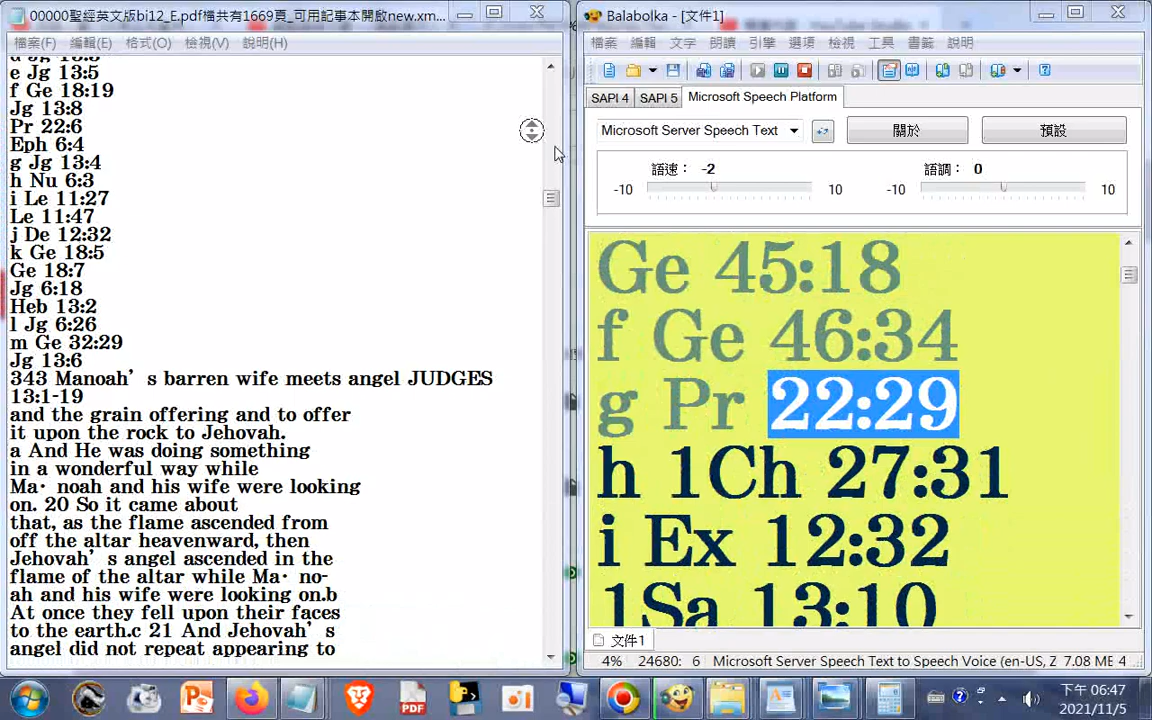 00000聖經英文版bi12_E.pdf檔共有1669頁_可用記事本開啟new.xm...
檔案(F) 編輯(E) 格式(O) 檢視(V) 說明(H)
e Jg 13:5
f Ge 18:19
Jg 13:8
Pr 22:6
Eph 6:4
g Jg 13:4
h Nu 6:3
i Le 11:27
Le 11:47
j De 12:32
k Ge 18:5
Ge 18:7
Jg 6:18
Heb 13:2
l Jg 6:26
m Ge 32:29
Jg 13:6
343 Manoah’s barren wife meets angel JUDGES
13:1-19
and the grain offering and to offer
it upon the rock to Jehovah.
a And He was doing something
in a wonderful way while
Ma· noah and his wife were looking
on. 20 So it came about
that, as the flame ascended from
off the altar heavenward, then
Jehovah’s angel ascended in the
flame of the altar while Ma· no-
ah and his wife were looking on.b
At once they fell upon their faces
to the earth.c 21 And Jehovah’s
angel did not repeat appearing to
Balabolka - [文件1]
檔案 編輯 文字 朗讀 引擎 選項 檢視 工具 書籤 說明
SAPI 4 SAPI 5 Microsoft Speech Platform
Microsoft Server Speech Text 關於 預設
語速： -2 語調： 0
-10 10 -10 10
Ge 45:18
f Ge 46:34
g Pr 22:29
h 1Ch 27:31
i Ex 12:32
1Sa 13:10
文件1
4% 24680: 6 Microsoft Server Speech Text to Speech Voice (en-US, Z 7.08 MB 4
PDF
下午 06:47
2021/11/5